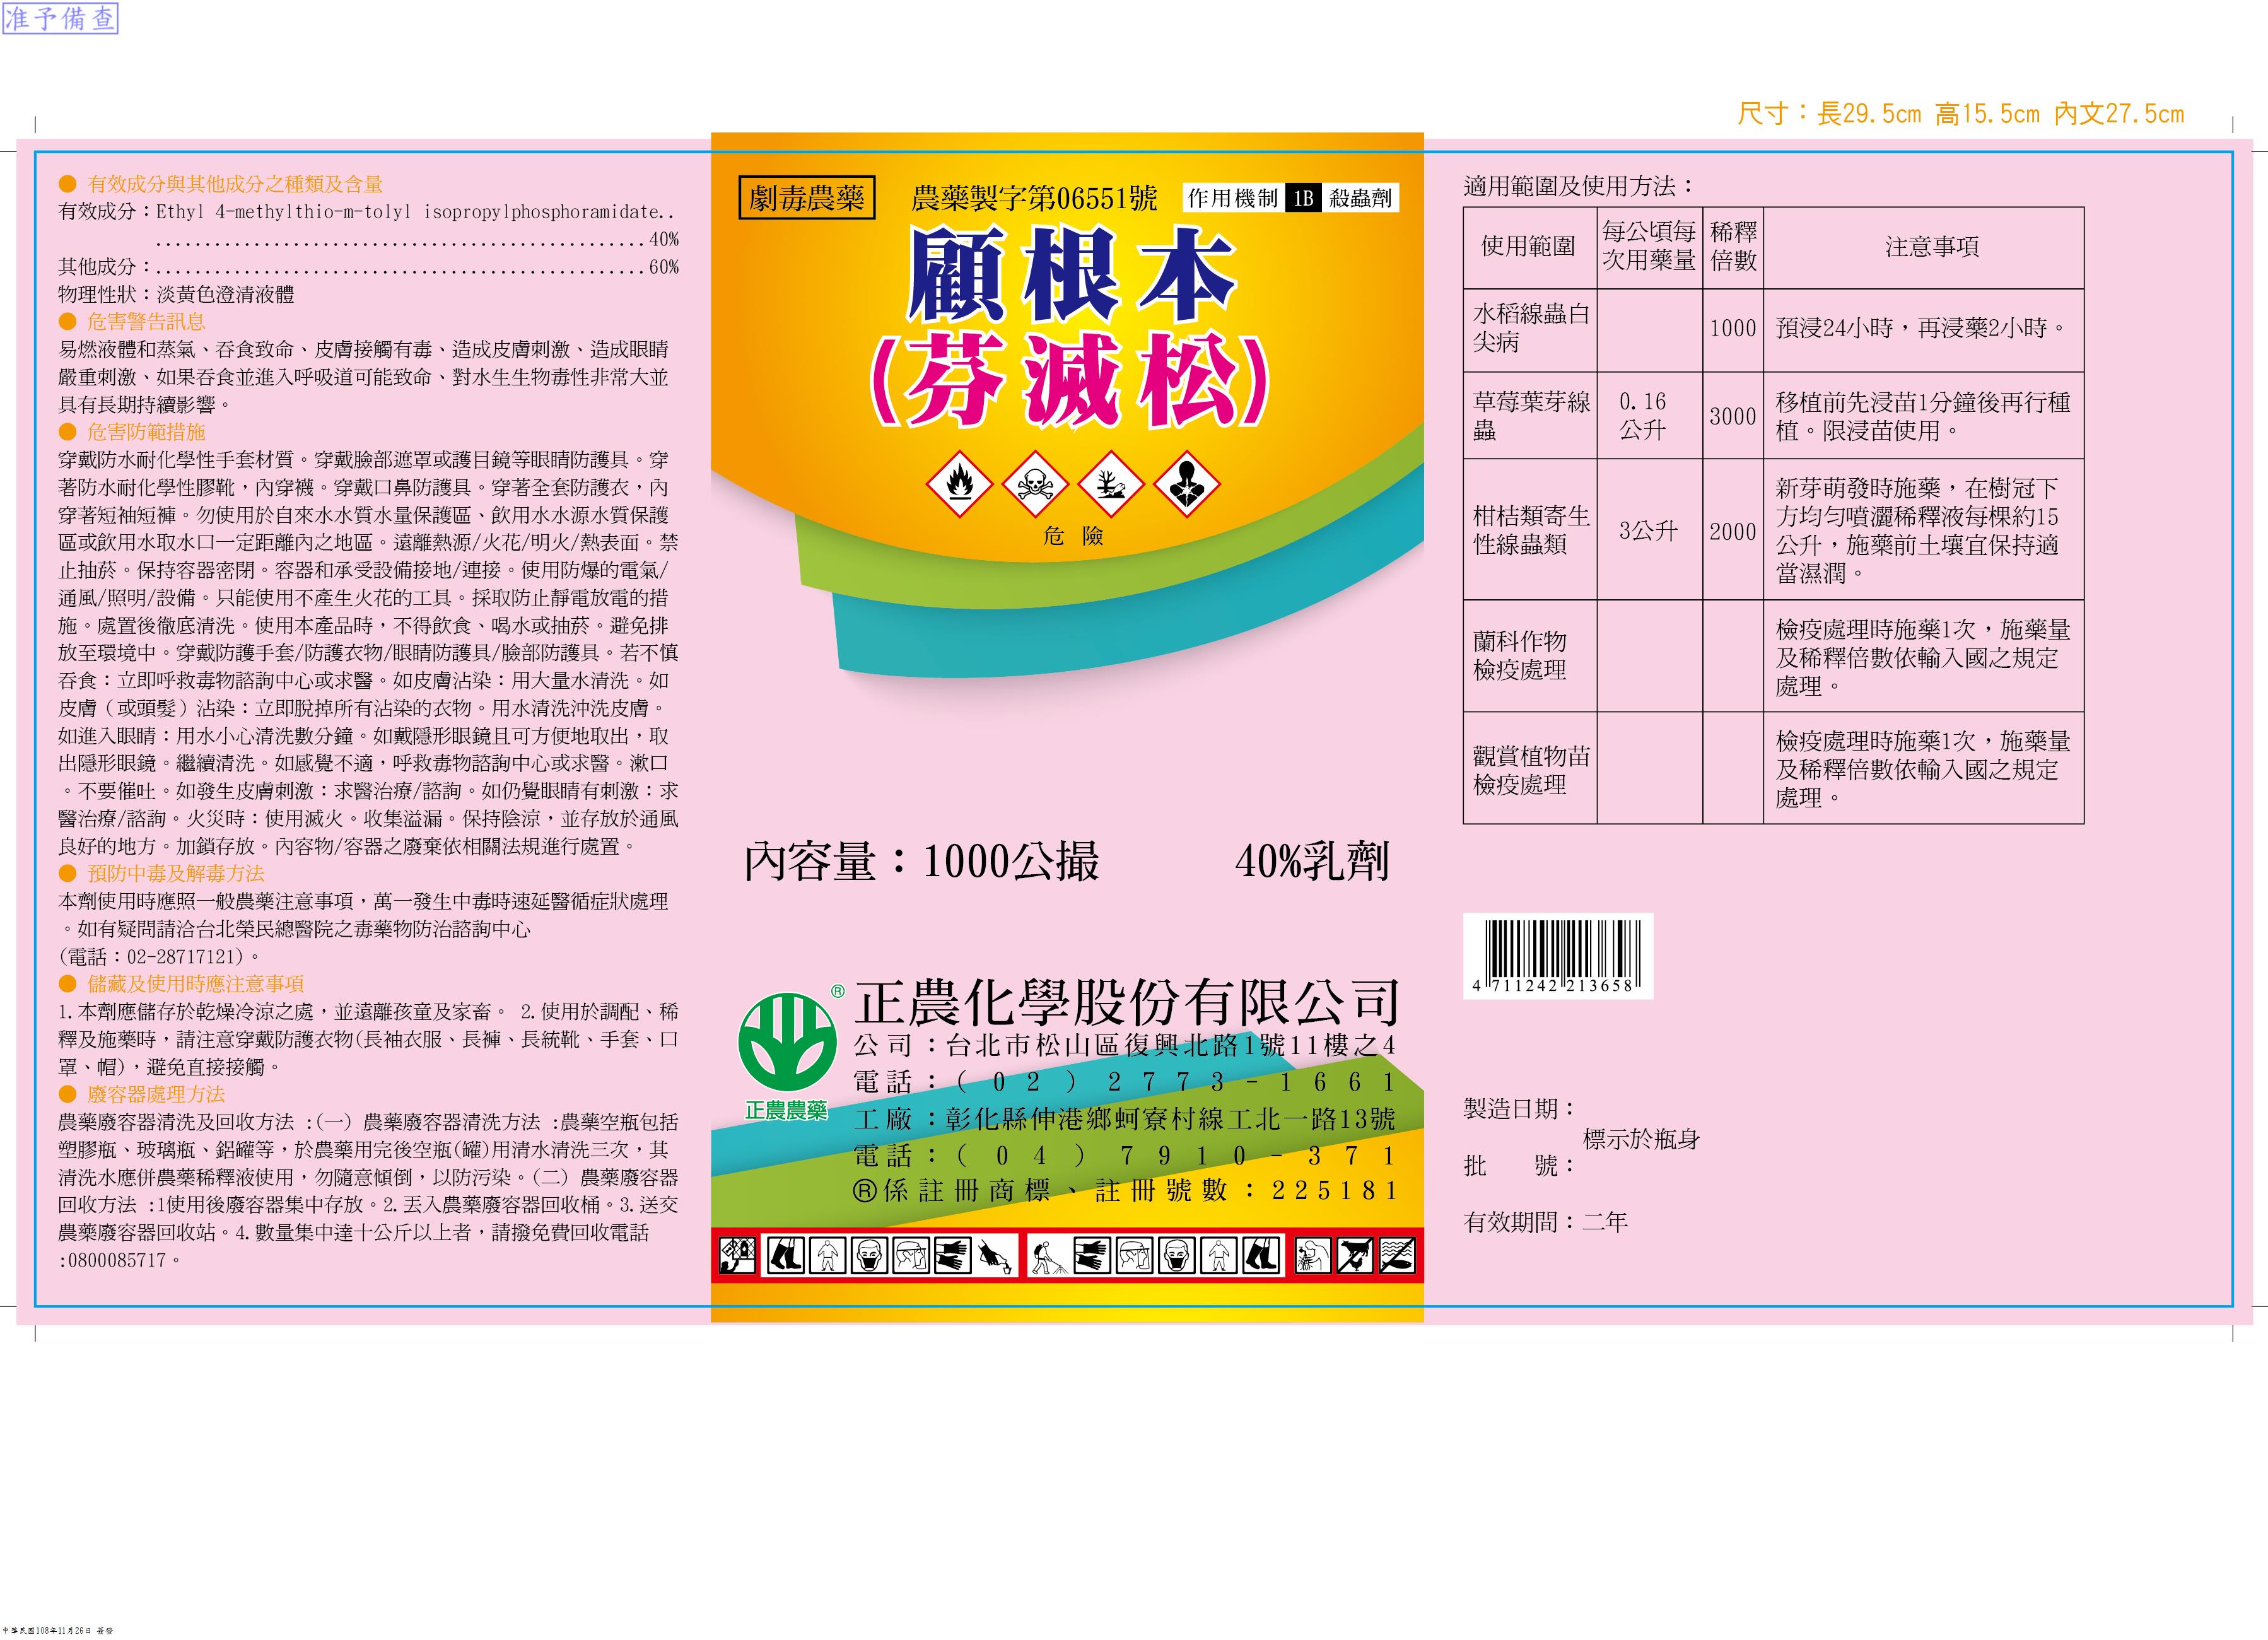 准予備查
尺寸：長29.5cm 高15.5cm 內文27.5cm
● 有效成分與其他成分之種類及含量
有效成分：Ethyl 4-methylthio-m-tolyl isopropylphosphoramidate..
..................................................40%
其他成分：..................................................60%
物理性狀：淡黃色澄清液體
● 危害警告訊息
易燃液體和蒸氣、吞食致命、皮膚接觸有毒、造成皮膚刺激、造成眼睛
嚴重刺激、如果吞食並進入呼吸道可能致命、對水生生物毒性非常大並
具有長期持續影響。
● 危害防範措施
穿戴防水耐化學性手套材質。穿戴臉部遮罩或護目鏡等眼睛防護具。穿
著防水耐化學性膠靴，內穿襪。穿戴口鼻防護具。穿著全套防護衣，內
穿著短袖短褲。勿使用於自來水水質水量保護區、飲用水水源水質保護
區或飲用水取水口一定距離內之地區。遠離熱源/火花/明火/熱表面。禁
止抽菸。保持容器密閉。容器和承受設備接地/連接。使用防爆的電氣/
通風/照明/設備。只能使用不產生火花的工具。採取防止靜電放電的措
施。處置後徹底清洗。使用本產品時，不得飲食、喝水或抽菸。避免排
放至環境中。穿戴防護手套/防護衣物/眼睛防護具/臉部防護具。若不慎
吞食：立即呼救毒物諮詢中心或求醫。如皮膚沾染：用大量水清洗。如
皮膚（或頭髮）沾染：立即脫掉所有沾染的衣物。用水清洗沖洗皮膚。
如進入眼睛：用水小心清洗數分鐘。如戴隱形眼鏡且可方便地取出，取
出隱形眼鏡。繼續清洗。如感覺不適，呼救毒物諮詢中心或求醫。漱口
。不要催吐。如發生皮膚刺激：求醫治療/諮詢。如仍覺眼睛有刺激：求
醫治療/諮詢。火災時：使用滅火。收集溢漏。保持陰涼，並存放於通風
良好的地方。加鎖存放。內容物/容器之廢棄依相關法規進行處置。
● 預防中毒及解毒方法
本劑使用時應照一般農藥注意事項，萬一發生中毒時速延醫循症狀處理
。如有疑問請洽台北榮民總醫院之毒藥物防治諮詢中心
(電話：02-28717121)。
● 儲藏及使用時應注意事項
1.本劑應儲存於乾燥冷涼之處，並遠離孩童及家畜。 2.使用於調配、稀
釋及施藥時，請注意穿戴防護衣物(長袖衣服、長褲、長統靴、手套、口
罩、帽)，避免直接接觸。
● 廢容器處理方法
農藥廢容器清洗及回收方法 :(一) 農藥廢容器清洗方法 :農藥空瓶包括
塑膠瓶、玻璃瓶、鋁罐等，於農藥用完後空瓶(罐)用清水清洗三次，其
清洗水應併農藥稀釋液使用，勿隨意傾倒，以防污染。(二) 農藥廢容器
回收方法 :1使用後廢容器集中存放。2.丟入農藥廢容器回收桶。3.送交
農藥廢容器回收站。4.數量集中達十公斤以上者，請撥免費回收電話
:0800085717。
劇毒農藥 農藥製字第06551號 作用機制 1B 殺蟲劑
顧根本
(芬滅松)
危 險
內容量：1000公撮 40%乳劑
® 正農化學股份有限公司
公司：台北市松山區復興北路1號11樓之4
電話：(02)2773-1661
工廠：彰化縣伸港鄉蚵寮村線工北一路13號
電話：(04)7910-371
®係註冊商標、註冊號數：225181
正農農藥
適用範圍及使用方法：
使用範圍 每公頃每次用藥量 稀釋倍數 注意事項
水稻線蟲白尖病 1000 預浸24小時，再浸藥2小時。
草莓葉芽線蟲 0.16公升 3000 移植前先浸苗1分鐘後再行種植。限浸苗使用。
柑桔類寄生性線蟲類 3公升 2000 新芽萌發時施藥，在樹冠下方均勻噴灑稀釋液每棵約15公升，施藥前土壤宜保持適當濕潤。
蘭科作物檢疫處理 檢疫處理時施藥1次，施藥量及稀釋倍數依輸入國之規定處理。
觀賞植物苗檢疫處理 檢疫處理時施藥1次，施藥量及稀釋倍數依輸入國之規定處理。
4 711242 213658
製造日期：
標示於瓶身
批　　號：
有效期間：二年
中華民國108年11月26日 簽發